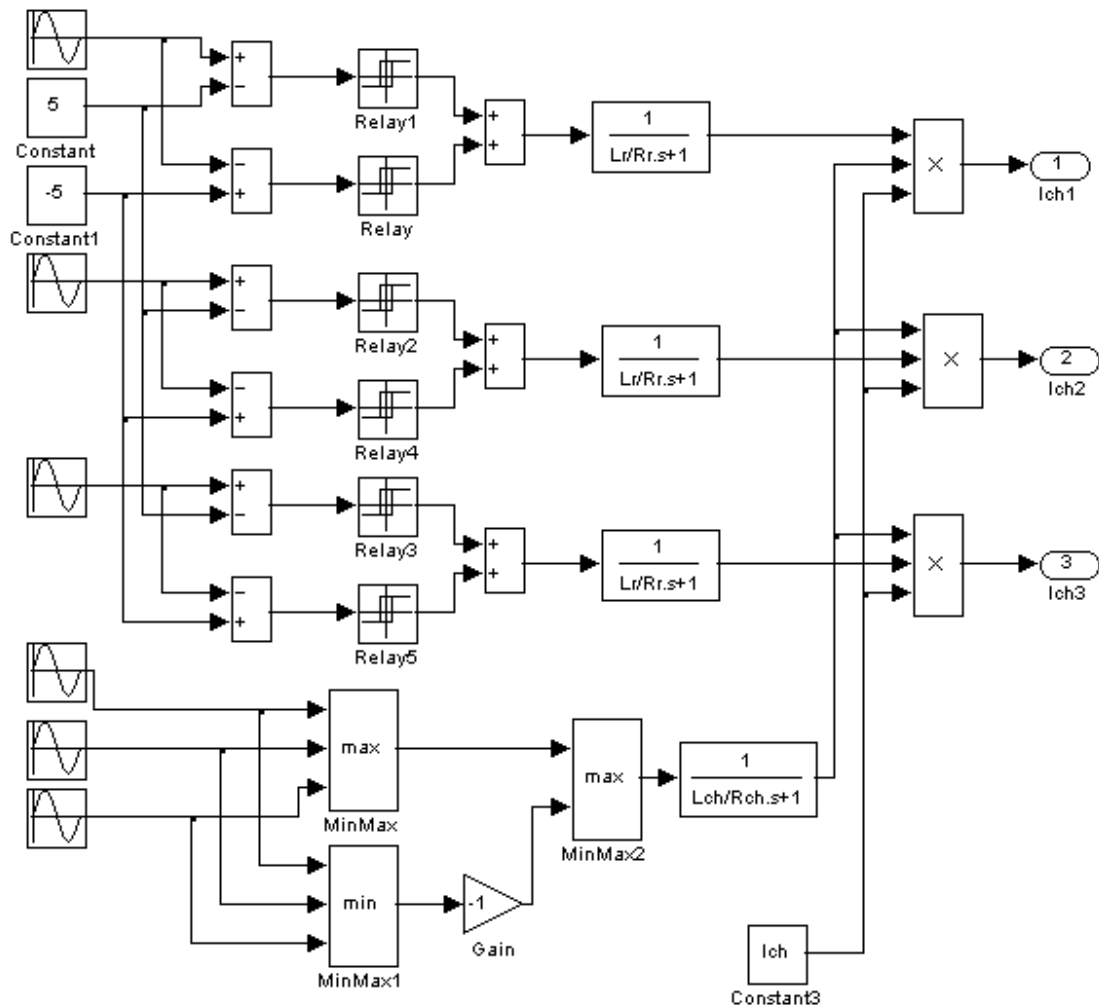 +
−
5
Constant
Relay1
+
+
1
Lr/Rr.s+1
×
1
Ich1
−
+
-5
Constant1
Relay
+
−
Relay2
+
+
1
Lr/Rr.s+1
×
2
Ich2
−
+
Relay4
+
−
Relay3
+
+
1
Lr/Rr.s+1
×
3
Ich3
−
+
Relay5
max
MinMax
max
MinMax2
1
Lch/Rch.s+1
min
MinMax1
-1
Gain
Ich
Constant3